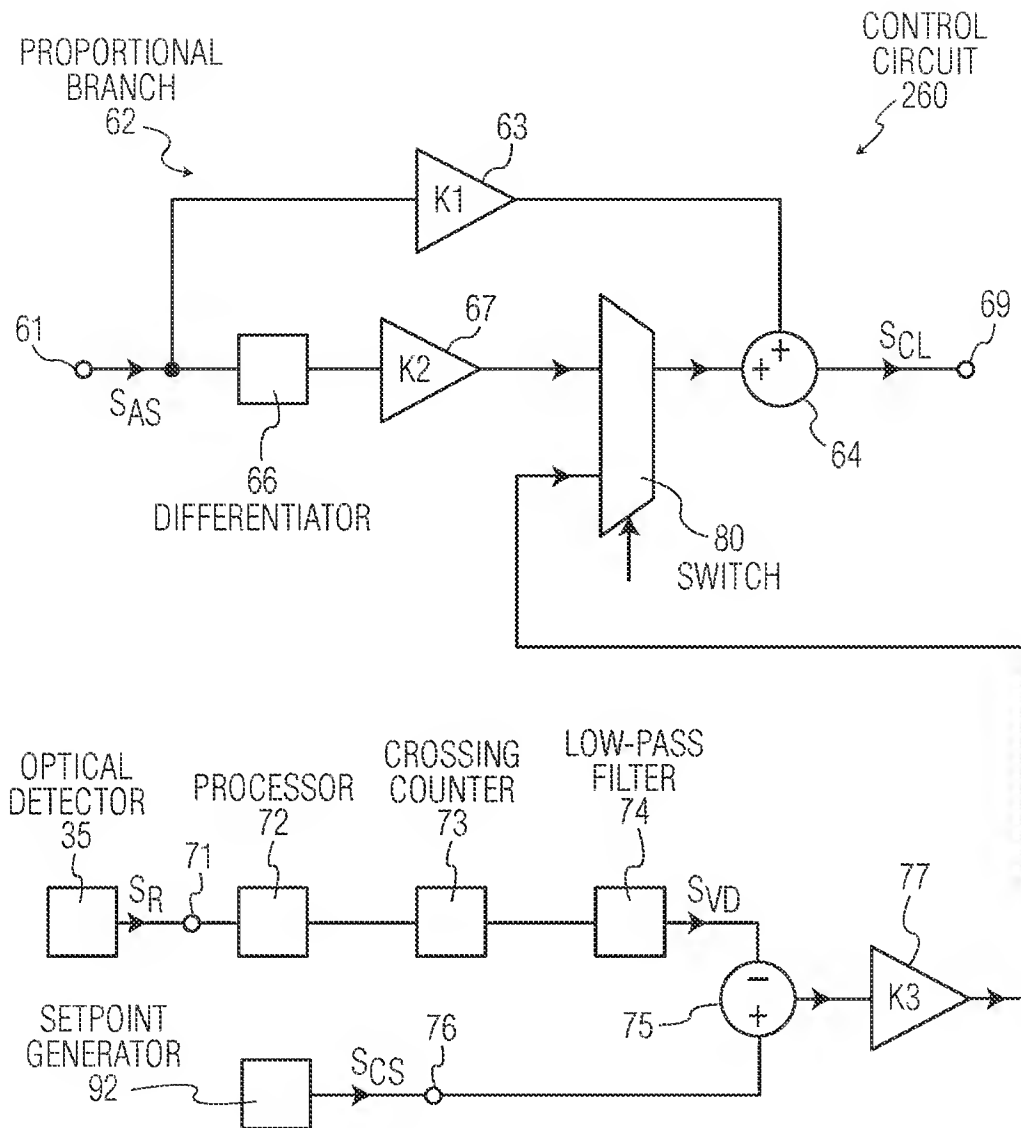 PROPORTIONAL
BRANCH
62
CONTROL
CIRCUIT
260
63
K1
61
SAS
66
DIFFERENTIATOR
67
K2
80
SWITCH
64
SCL
69
OPTICAL
DETECTOR
35
SR
71
PROCESSOR
72
CROSSING
COUNTER
73
LOW-PASS
FILTER
74
SVD
−
+
75
77
K3
SETPOINT
GENERATOR
92
SCS
76
+
+